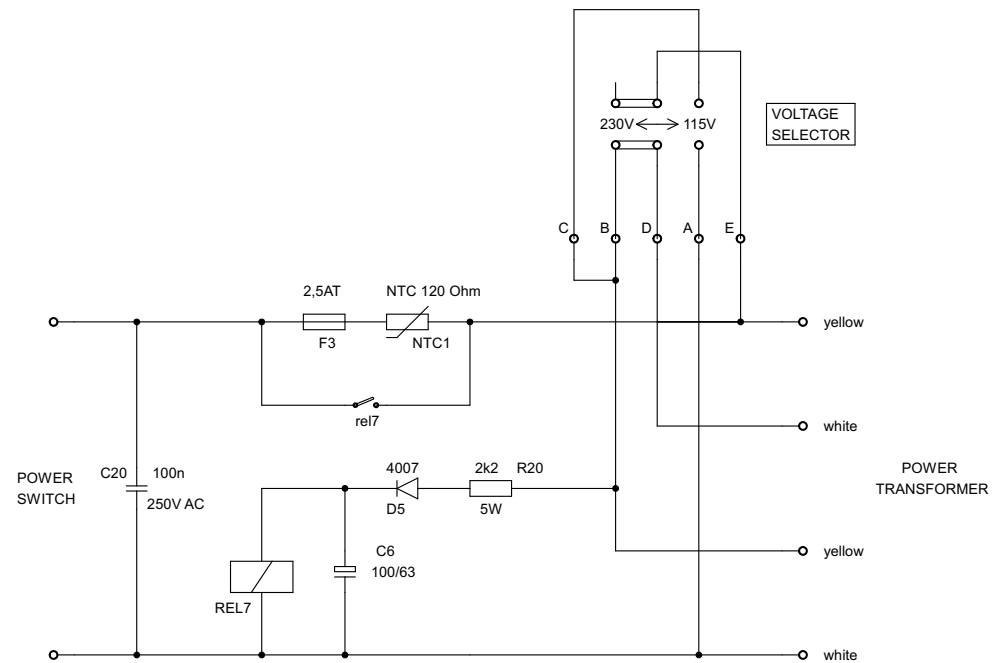 230V
115V
VOLTAGE
SELECTOR
C
B
D
A
E
2,5AT
NTC 120 Ohm
F3
NTC1
yellow
rel7
white
POWER
SWITCH
C20
100n
250V AC
4007
2k2
R20
D5
5W
POWER
TRANSFORMER
C6
100/63
yellow
REL7
white